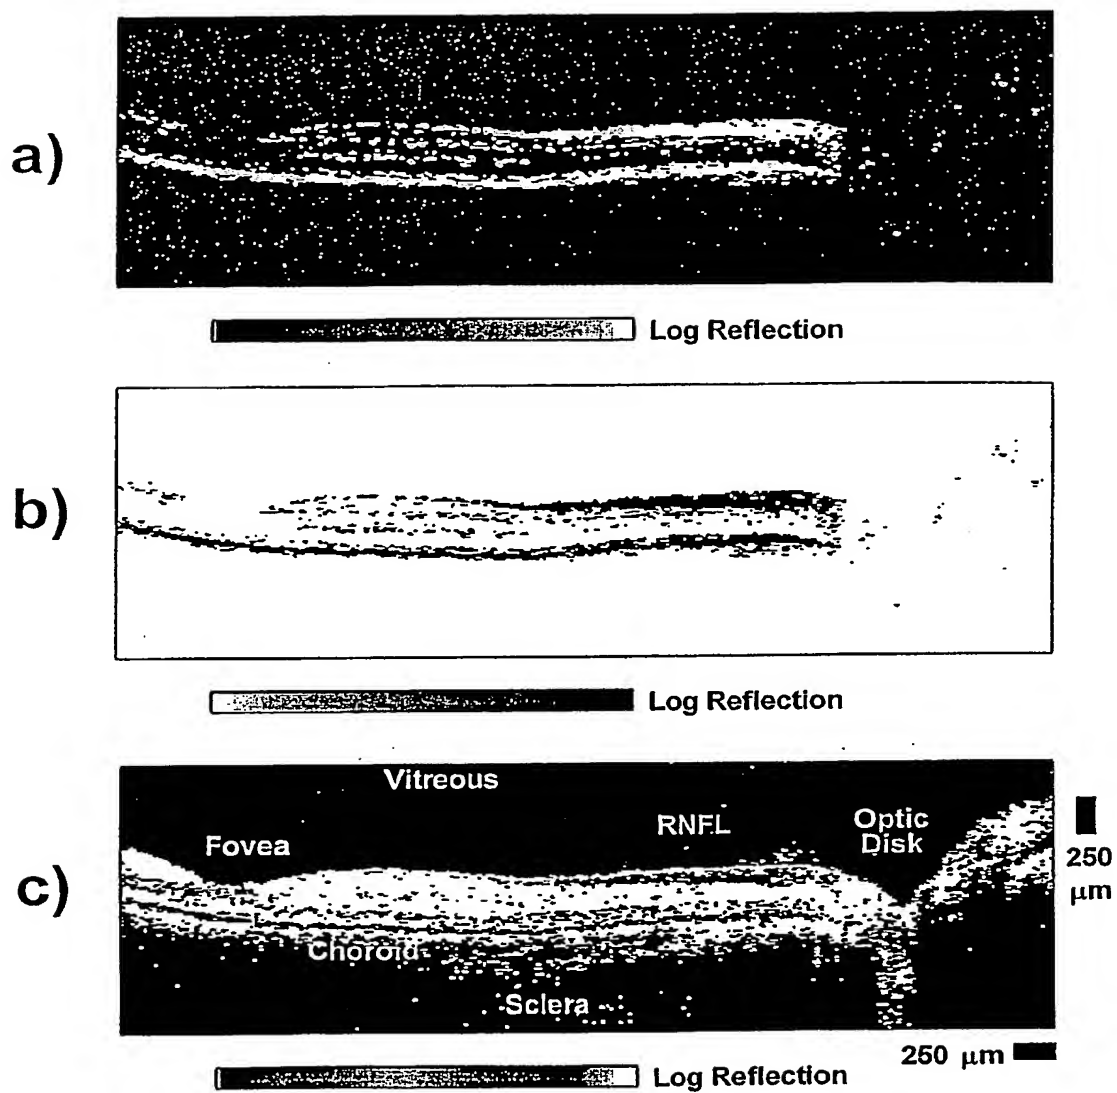 a)
Log Reflection
b)
Log Reflection
Vitreous
RNFL
Optic
Disk
Fovea
250
µm
c)
Choroid
Sclera
250 µm
Log Reflection